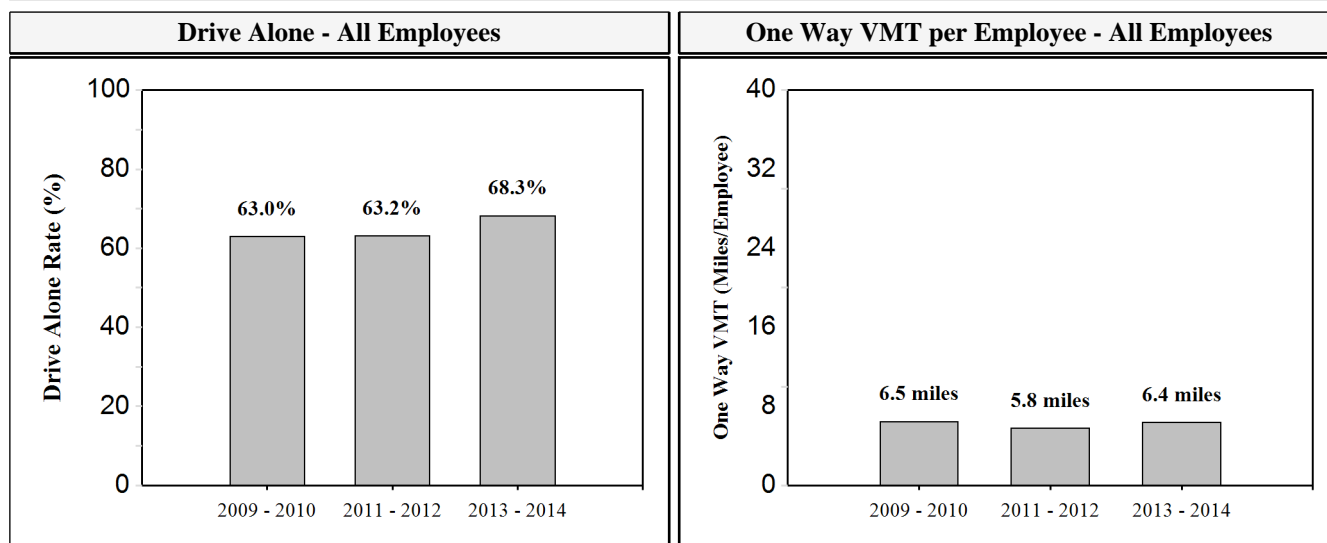 Drive Alone - All Employees
One Way VMT per Employee - All Employees
Drive Alone Rate (%)
100
80
60
40
20
0
63.0%
63.2%
68.3%
2009 - 2010
2011 - 2012
2013 - 2014
One Way VMT (Miles/Employee)
40
32
24
16
8
0
6.5 miles
5.8 miles
6.4 miles
2009 - 2010
2011 - 2012
2013 - 2014